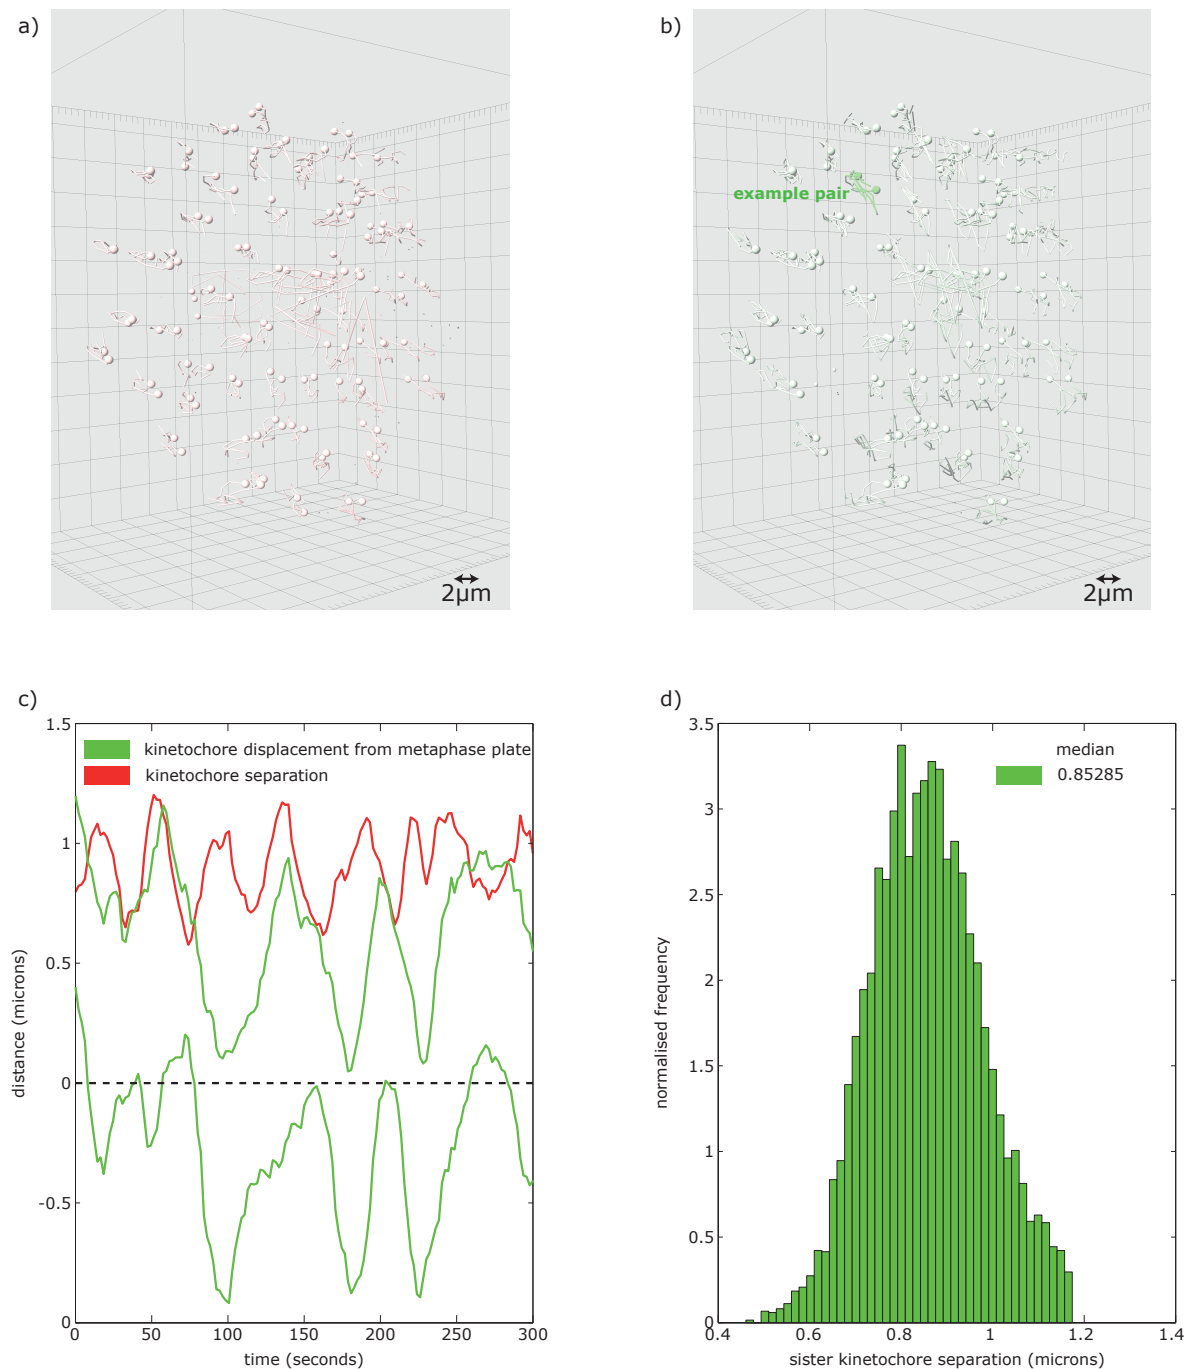 a)
b)
example pair
2µm
2µm
c)
1.5
1
0.5
0
-0.5
0
distance (microns)
kinetochore displacement from metaphase plate
kinetochore separation
0
50
100
150
200
250
300
time (seconds)
d)
3.5
3
2.5
2
1.5
1
0.5
0
normalised frequency
median
0.85285
0.4
0.6
0.8
1
1.2
1.4
sister kinetochore separation (microns)